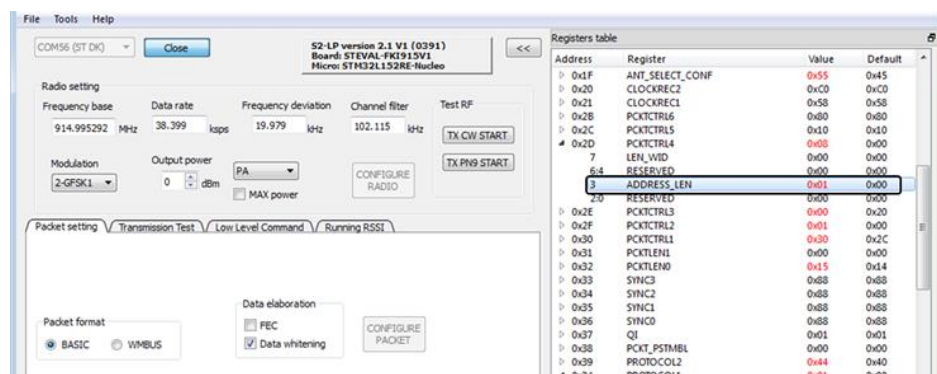 File Tools Help
COM56 (ST DK)
Close
S2-LP version 2.1 V1 (0391)
Board: STEVAL-FKI915V1
Micro: STM32L152RE-Nucleo
<<
Radio setting
Frequency base Data rate Frequency deviation Channel filter Test RF
914.995292 MHz 38.399 ksps 19.979 kHz 102.115 kHz
TX CW START
Modulation Output power
TX PN9 START
2-GFSK1 0 dBm PA
MAX power
CONFIGURE
RADIO
Packet setting Transmission Test Low Level Command Running RSSI
Data elaboration
Packet format
FEC
BASIC WMBUS
Data whitening
CONFIGURE
PACKET
Registers table
Address Register Value Default
0x1F ANT_SELECT_CONF 0x55 0x45
0x20 CLOCKREC2 0xC0 0xC0
0x21 CLOCKREC1 0x58 0x58
0x2B PCKTCTRL6 0x80 0x80
0x2C PCKTCTRL5 0x10 0x10
0x2D PCKTCTRL4 0x08 0x00
7 LEN_WID 0x00 0x00
6:4 RESERVED 0x00 0x00
3 ADDRESS_LEN 0x01 0x00
2:0 RESERVED 0x00 0x00
0x2E PCKTCTRL3 0x00 0x20
0x2F PCKTCTRL2 0x01 0x00
0x30 PCKTCTRL1 0x30 0x2C
0x31 PCKTLEN1 0x00 0x00
0x32 PCKTLEN0 0x15 0x14
0x33 SYNC3 0x88 0x88
0x34 SYNC2 0x88 0x88
0x35 SYNC1 0x88 0x88
0x36 SYNC0 0x88 0x88
0x37 QI 0x01 0x01
0x38 PCKT_PSTMBL 0x00 0x00
0x39 PROTOCOL2 0x44 0x40